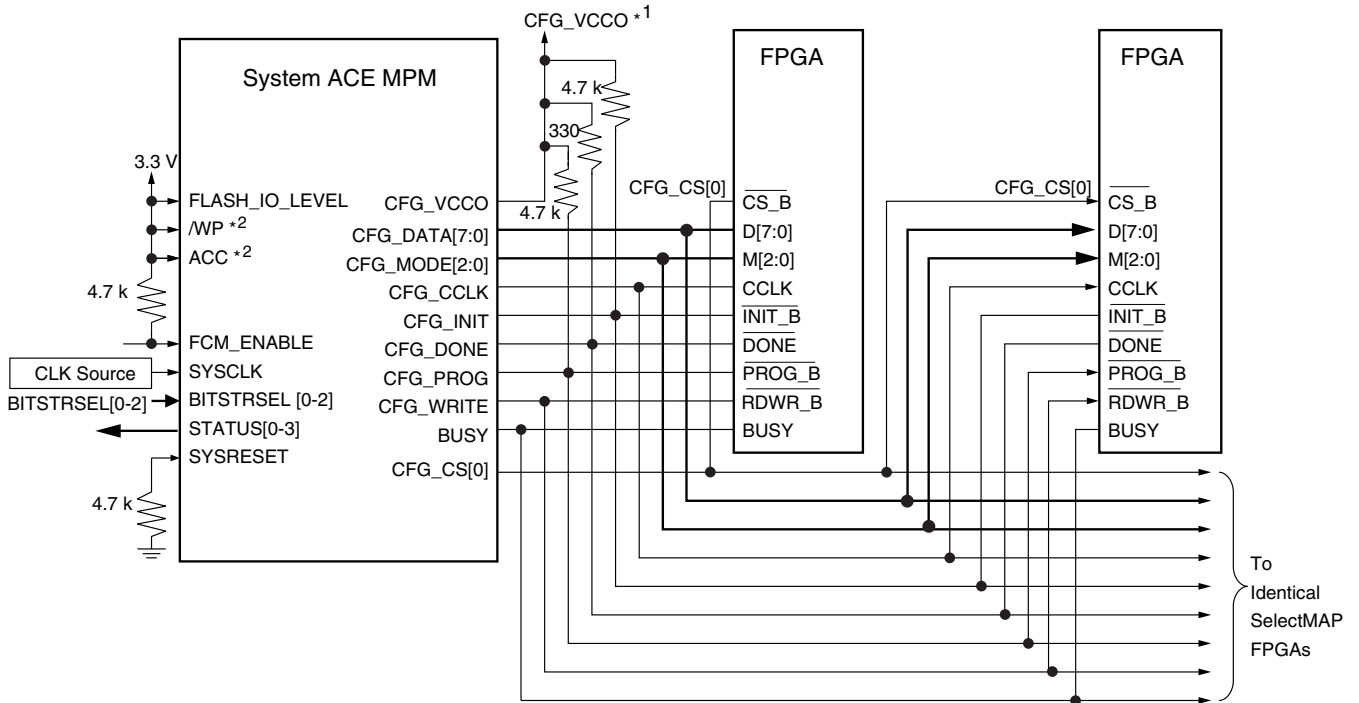 CFG_VCCO *1
System ACE MPM
FPGA
FPGA
4.7 k
330
4.7 k
3.3 V
FLASH_IO_LEVEL
/WP *2
ACC *2
4.7 k
FCM_ENABLE
CLK Source
SYSCLK
BITSTRSEL[0-2]
BITSTRSEL [0-2]
STATUS[0-3]
SYSRESET
4.7 k
CFG_VCCO
CFG_DATA[7:0]
CFG_MODE[2:0]
CFG_CCLK
CFG_INIT
CFG_DONE
CFG_PROG
CFG_WRITE
BUSY
CFG_CS[0]
CFG_CS[0]
CS_B
D[7:0]
M[2:0]
CCLK
INIT_B
DONE
PROG_B
RDWR_B
BUSY
CFG_CS[0]
CS_B
D[7:0]
M[2:0]
CCLK
INIT_B
DONE
PROG_B
RDWR_B
BUSY
To
Identical
SelectMAP
FPGAs